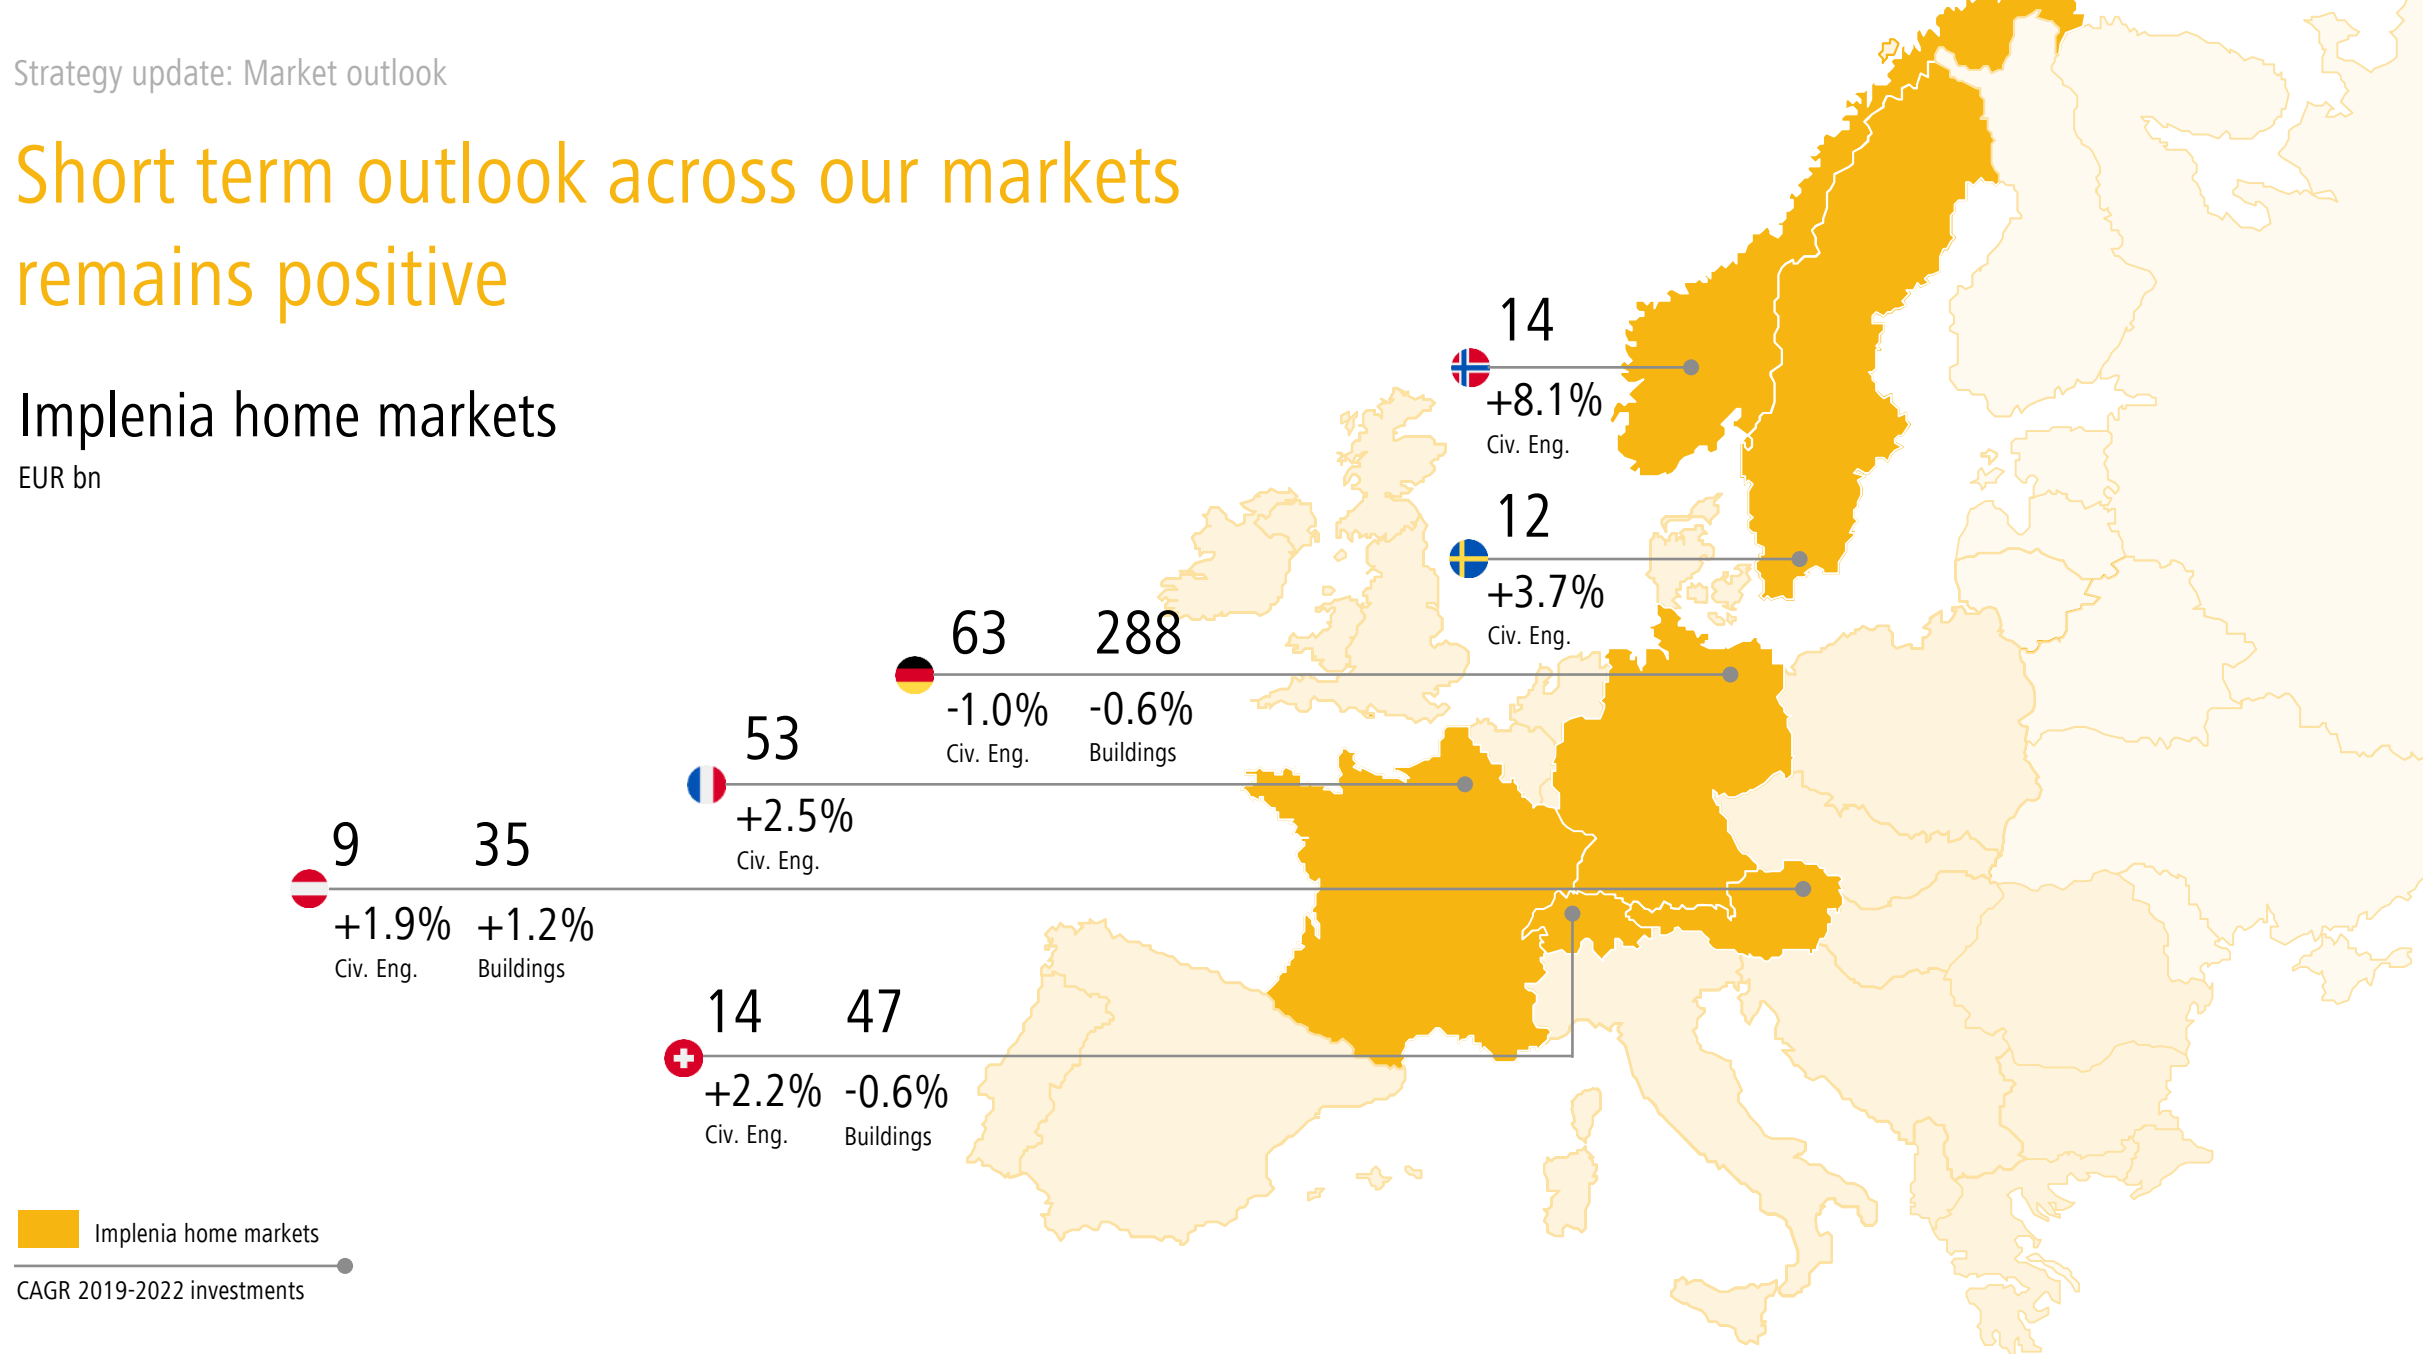 Strategy update: Market outlook
Short term outlook across our markets
remains positive
Implenia home markets
EUR bn
14
+8.1%
Civ. Eng.
12
+3.7%
Civ. Eng.
63 288
-1.0% -0.6%
Civ. Eng. Buildings
53
+2.5%
Civ. Eng.
9 35
+1.9% +1.2%
Civ. Eng. Buildings
14 47
+2.2% -0.6%
Civ. Eng. Buildings
Implenia home markets
CAGR 2019-2022 investments